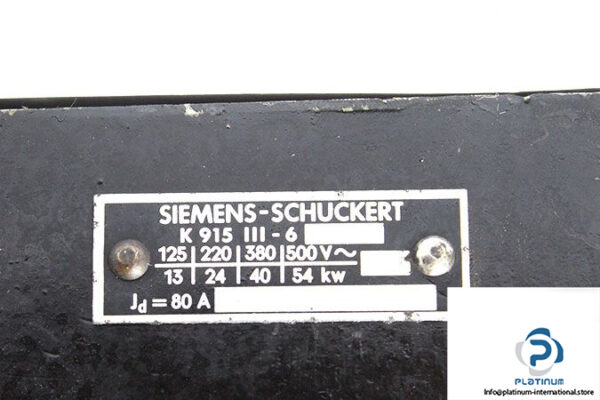 SIEMENS-SCHUCKERT
K 915 III-6
125 | 220 | 380 | 500 V~
13 | 24 | 40 | 54 kw
Jd = 80 A
PLATINUM
Info@platinum-international.store